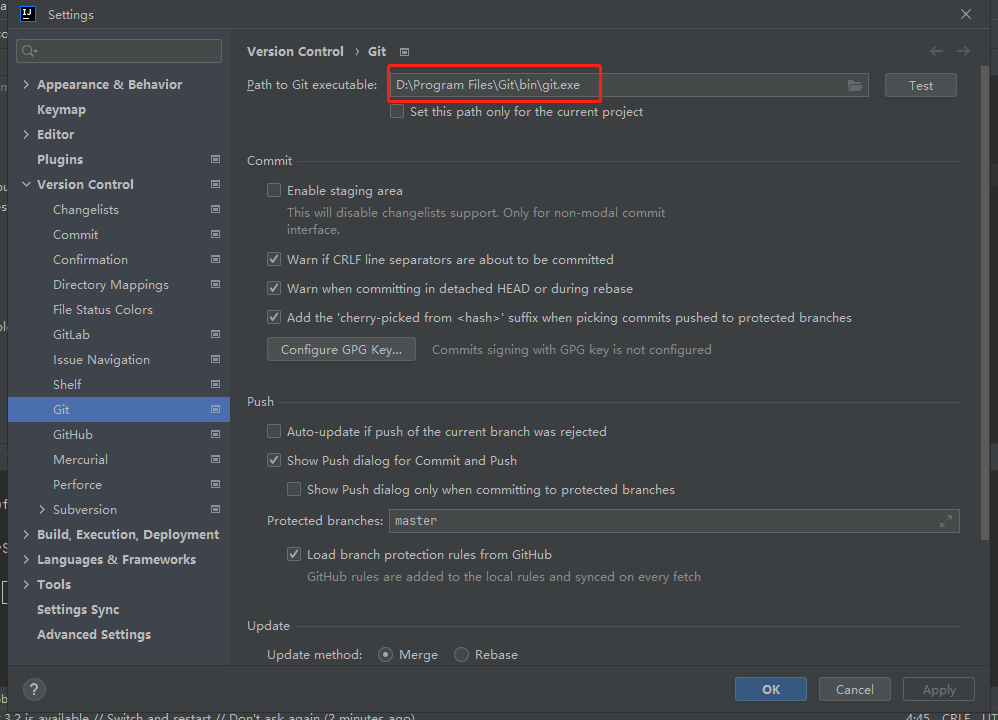 Settings
Version Control › Git
Path to Git executable: D:\Program Files\Git\bin\git.exe Test
Set this path only for the current project
Appearance & Behavior
Keymap
Editor
Plugins
Version Control
Changelists
Commit
Confirmation
Directory Mappings
File Status Colors
GitLab
Issue Navigation
Shelf
Git
GitHub
Mercurial
Perforce
Subversion
Build, Execution, Deployment
Languages & Frameworks
Tools
Settings Sync
Advanced Settings
Commit
Enable staging area
This will disable changelists support. Only for non-modal commit
interface.
Warn if CRLF line separators are about to be committed
Warn when committing in detached HEAD or during rebase
Add the 'cherry-picked from <hash>' suffix when picking commits pushed to protected branches
Configure GPG Key... Commits signing with GPG key is not configured
Push
Auto-update if push of the current branch was rejected
Show Push dialog for Commit and Push
Show Push dialog only when committing to protected branches
Protected branches: master
Load branch protection rules from GitHub
GitHub rules are added to the local rules and synced on every fetch
Update
Update method: Merge Rebase
? OK Cancel Apply
3.2 is available // Switch and restart // Don't ask again (2 minutes ago) 4:45 CRLF